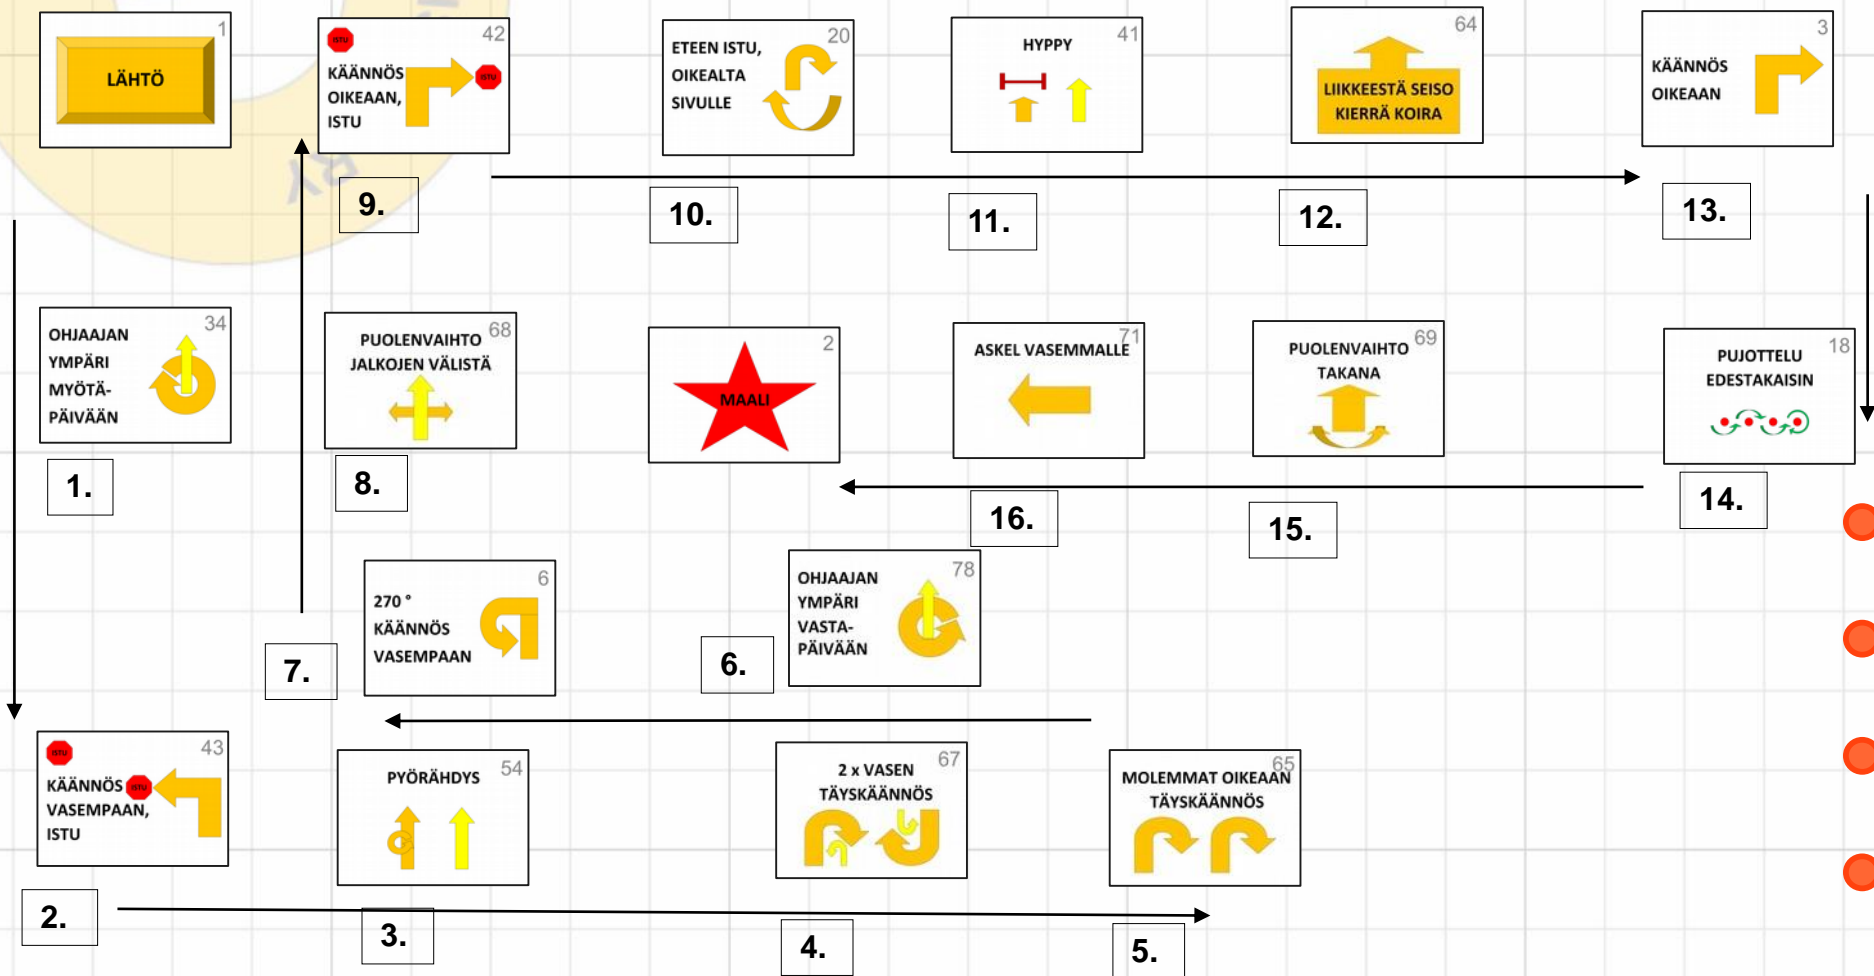 1
LÄHTÖ
42
ISTU
KÄÄNNÖS
OIKEAAN,
ISTU
ISTU
20
ETEEN ISTU,
OIKEALTA
SIVULLE
41
HYPPY
64
LIIKKEESTÄ SEISO
KIERRÄ KOIRA
3
KÄÄNNÖS
OIKEAAN
RY
9.
10.
11.
12.
13.
34
OHJAAJAN
YMPÄRI
MYÖTÄ-
PÄIVÄÄN
68
PUOLENVAIHTO
JALKOJEN VÄLISTÄ
2
MAALI
71
ASKEL VASEMMALLE
69
PUOLENVAIHTO
TAKANA
18
PUJOTTELU
EDESTAKAISIN
1.
8.
16.
15.
14.
6
270 °
KÄÄNNÖS
VASEMPAAN
78
OHJAAJAN
YMPÄRI
VASTA-
PÄIVÄÄN
7.
6.
43
ISTU
KÄÄNNÖS
ISTU
VASEMPAAN,
ISTU
54
PYÖRÄHDYS
67
2 x VASEN
TÄYSKÄÄNNÖS
65
MOLEMMAT OIKEAAN
TÄYSKÄÄNNÖS
2.
3.
4.
5.